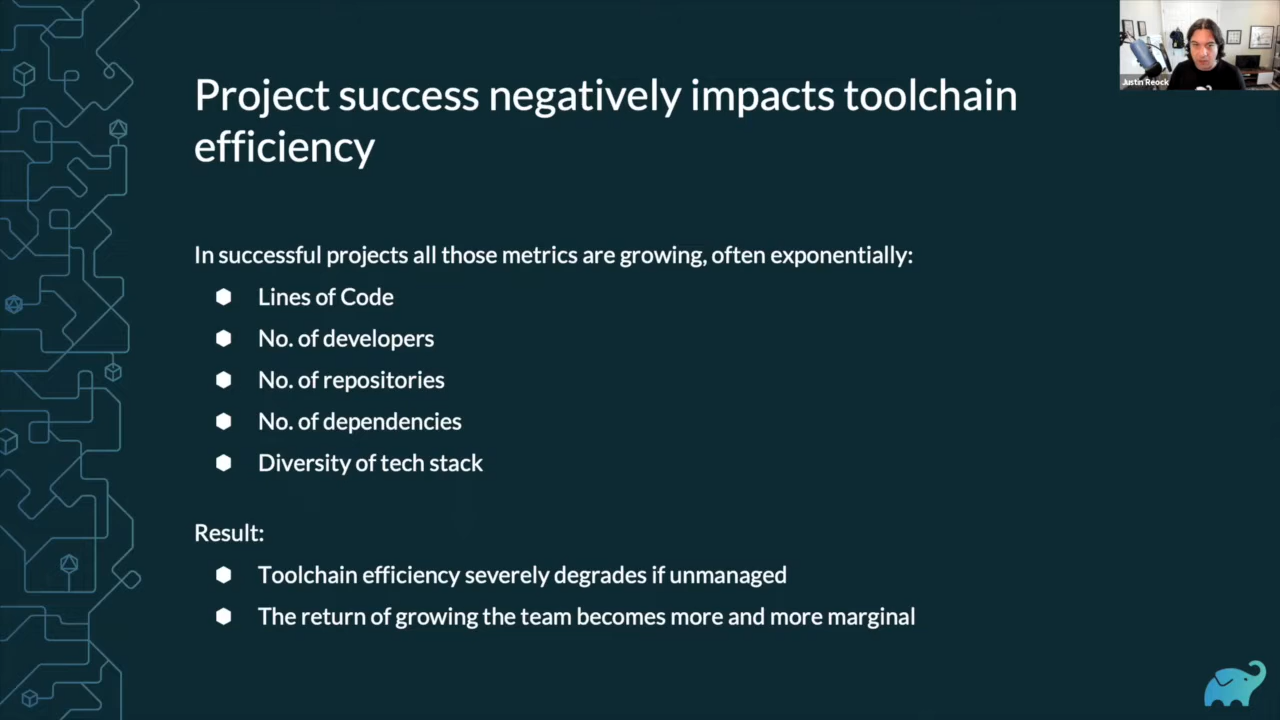 Project success negatively impacts toolchain
efficiency
In successful projects all those metrics are growing, often exponentially:
Lines of Code
No. of developers
No. of repositories
No. of dependencies
Diversity of tech stack
Result:
Toolchain efficiency severely degrades if unmanaged
The return of growing the team becomes more and more marginal
Justin Reock